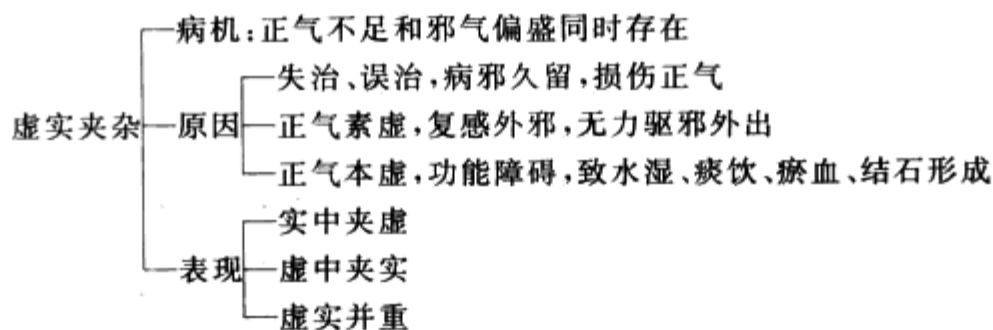 病机:正气不足和邪气偏盛同时存在
失治、误治,病邪久留,损伤正气
虚实夹杂 原因 正气素虚,复感外邪,无力驱邪外出
正气本虚,功能障碍,致水湿、痰饮、瘀血、结石形成
实中夹虚
表现 虚中夹实
虚实并重